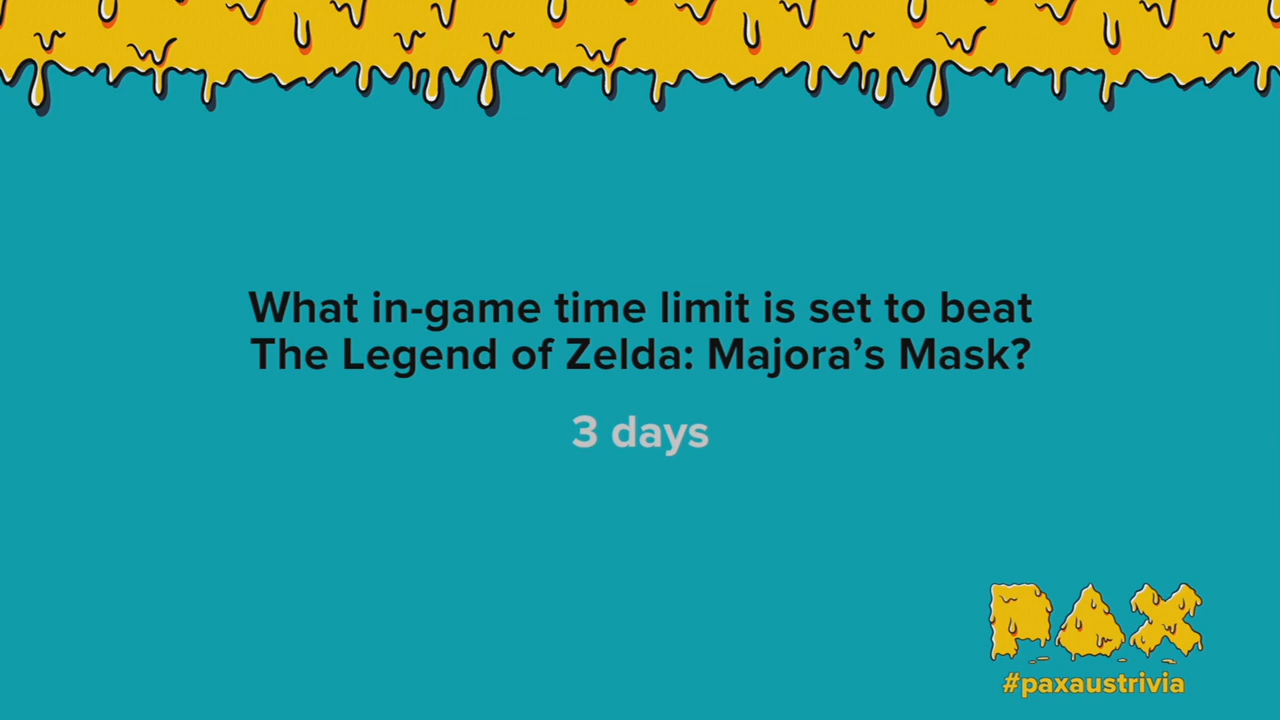 What in-game time limit is set to beat
The Legend of Zelda: Majora’s Mask?
3 days
PAX
#paxaustrivia